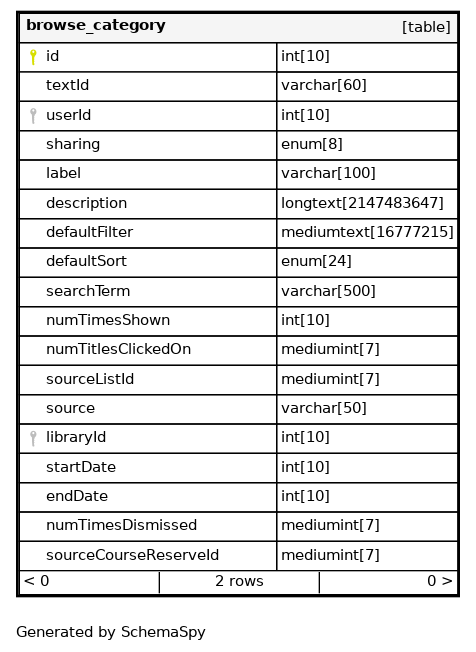 browse_category [table]
id int[10]
textId varchar[60]
userId int[10]
sharing enum[8]
label varchar[100]
description longtext[2147483647]
defaultFilter mediumtext[16777215]
defaultSort enum[24]
searchTerm varchar[500]
numTimesShown int[10]
numTitlesClickedOn mediumint[7]
sourceListId mediumint[7]
source varchar[50]
libraryId int[10]
startDate int[10]
endDate int[10]
numTimesDismissed mediumint[7]
sourceCourseReserveId mediumint[7]
< 0 2 rows 0 >
Generated by SchemaSpy